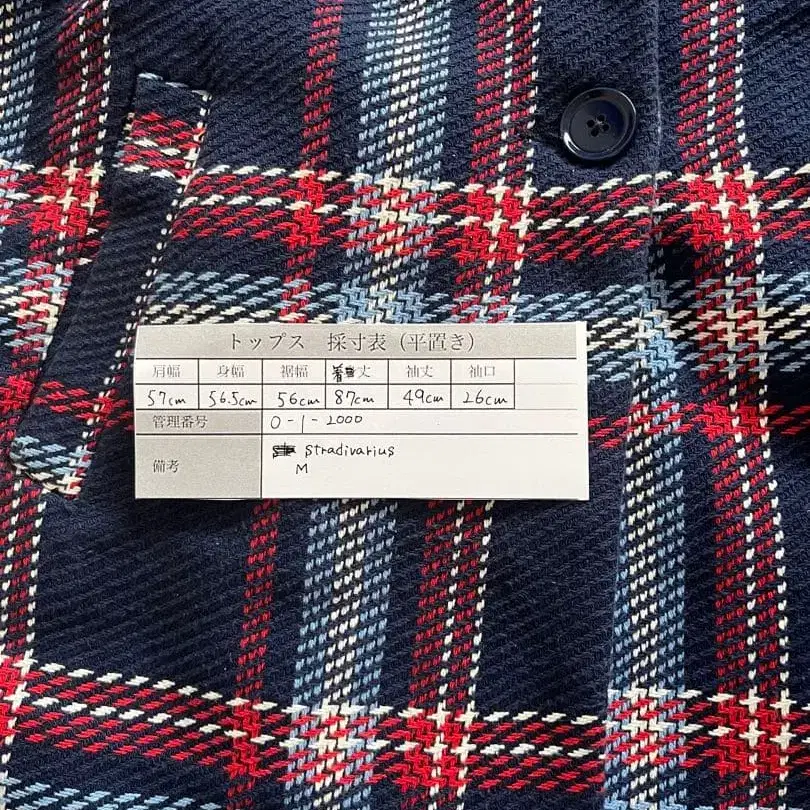 トップス 採寸表 (平置き)
肩幅 身幅 裾幅 着丈 袖丈 袖口
57cm 56.5cm 56cm 87cm 49cm 26cm
管理番号 0-1-2000
備考 stradivarius
M